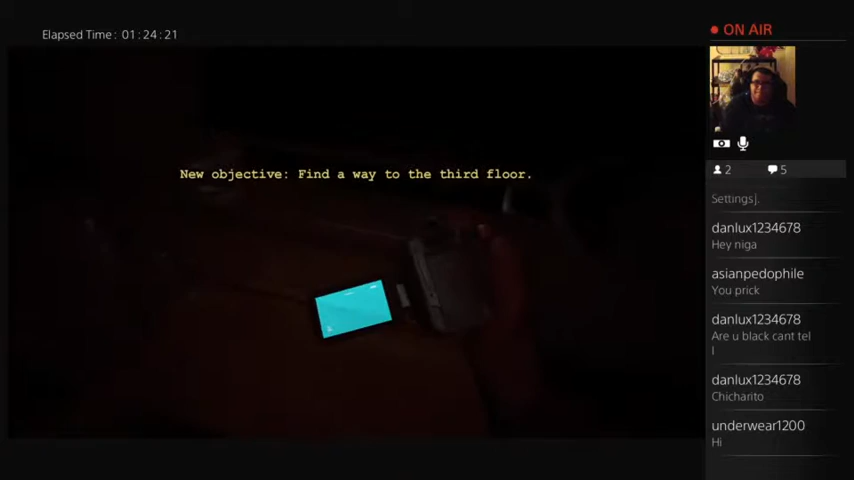 Elapsed Time: 01:24:21
ON AIR
New objective: Find a way to the third floor.
2
5
Settings].
danlux1234678
Hey niga
asianpedophile
You prick
danlux1234678
Are u black cant tel
l
danlux1234678
Chicharito
underwear1200
Hi